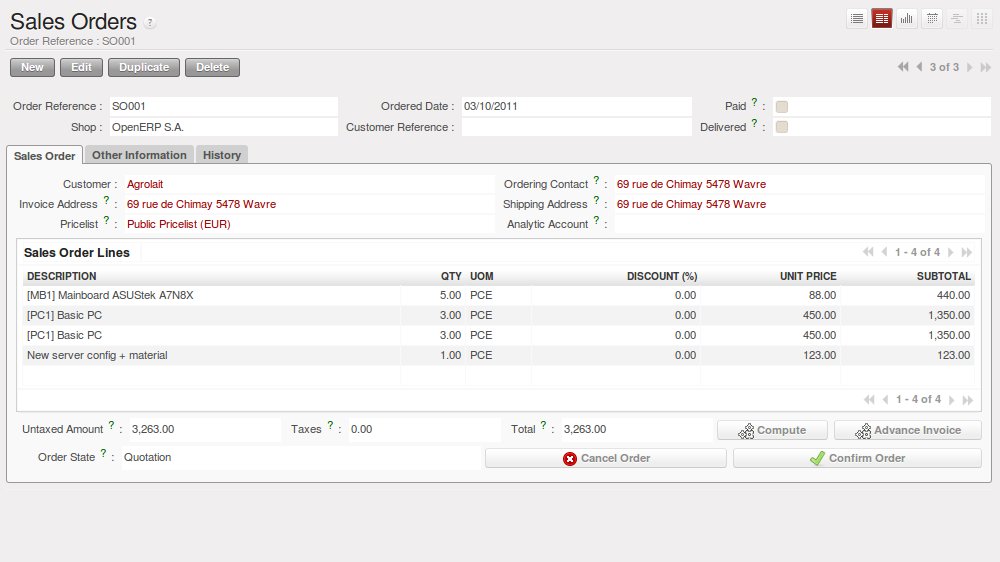 Sales Orders ?
Order Reference : SO001
New Edit Duplicate Delete 3 of 3
Order Reference : SO001 Ordered Date : 03/10/2011 Paid ? :
Shop : OpenERP S.A. Customer Reference : Delivered ? :
Sales Order Other Information History
Customer : Agrolait Ordering Contact ? : 69 rue de Chimay 5478 Wavre
Invoice Address ? : 69 rue de Chimay 5478 Wavre Shipping Address ? : 69 rue de Chimay 5478 Wavre
Pricelist ? : Public Pricelist (EUR) Analytic Account ? :
Sales Order Lines 1 - 4 of 4
DESCRIPTION QTY UOM DISCOUNT (%) UNIT PRICE SUBTOTAL
[MB1] Mainboard ASUStek A7N8X 5.00 PCE 0.00 88.00 440.00
[PC1] Basic PC 3.00 PCE 0.00 450.00 1,350.00
[PC1] Basic PC 3.00 PCE 0.00 450.00 1,350.00
New server config + material 1.00 PCE 0.00 123.00 123.00
1 - 4 of 4
Untaxed Amount ? : 3,263.00 Taxes ? : 0.00 Total ? : 3,263.00 Compute Advance Invoice
Order State ? : Quotation Cancel Order Confirm Order